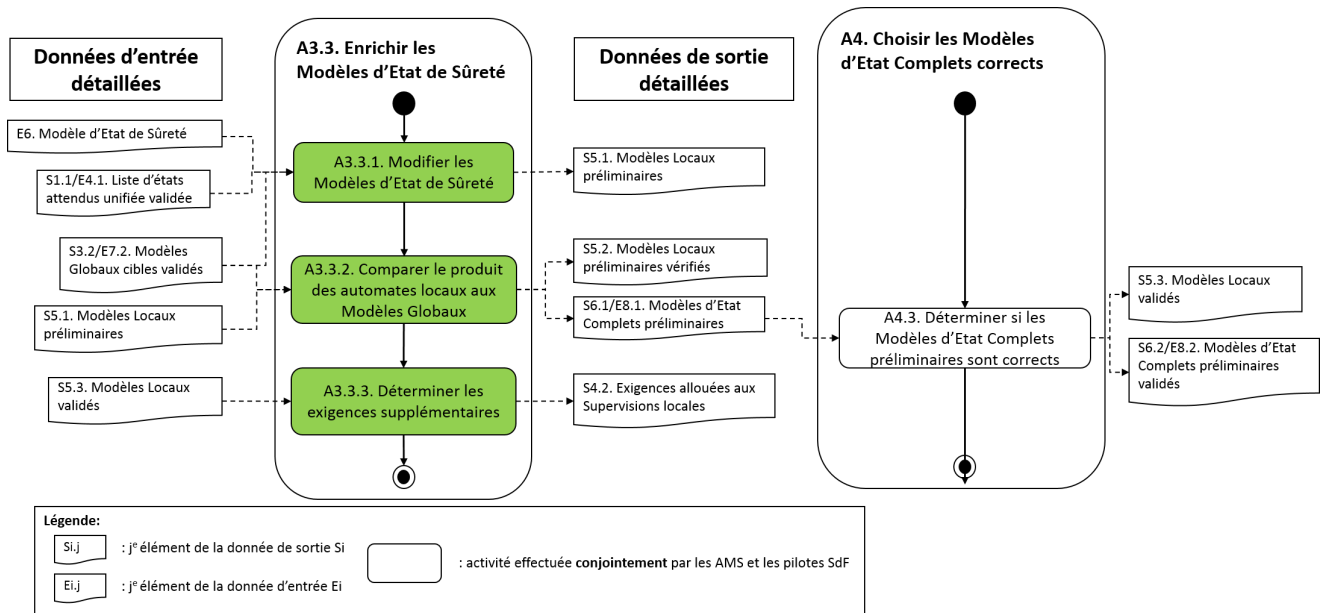 Données d’entrée
détaillées
E6. Modèle d’Etat de Sûreté
S1.1/E4.1. Liste d’états
attendus unifiée validée
S3.2/E7.2. Modèles
Globaux cibles validés
S5.1. Modèles Locaux
préliminaires
S5.3. Modèles Locaux
validés
A3.3. Enrichir les
Modèles d’Etat de Sûreté
A3.3.1. Modifier les
Modèles d’Etat de Sûreté
A3.3.2. Comparer le produit
des automates locaux aux
Modèles Globaux
A3.3.3. Déterminer les
exigences supplémentaires
Données de sortie
détaillées
S5.1. Modèles Locaux
préliminaires
S5.2. Modèles Locaux
préliminaires vérifiés
S6.1/E8.1. Modèles d’Etat
Complets préliminaires
S4.2. Exigences allouées aux
Supervisions locales
A4. Choisir les Modèles
d’Etat Complets corrects
A4.3. Déterminer si les
Modèles d’Etat Complets
préliminaires sont corrects
S5.3. Modèles Locaux
validés
S6.2/E8.2. Modèles d’Etat
Complets préliminaires
validés
Légende:
Si.j : jᵉ élément de la donnée de sortie Si
Ei.j : jᵉ élément de la donnée d’entrée Ei
: activité effectuée conjointement par les AMS et les pilotes SdF